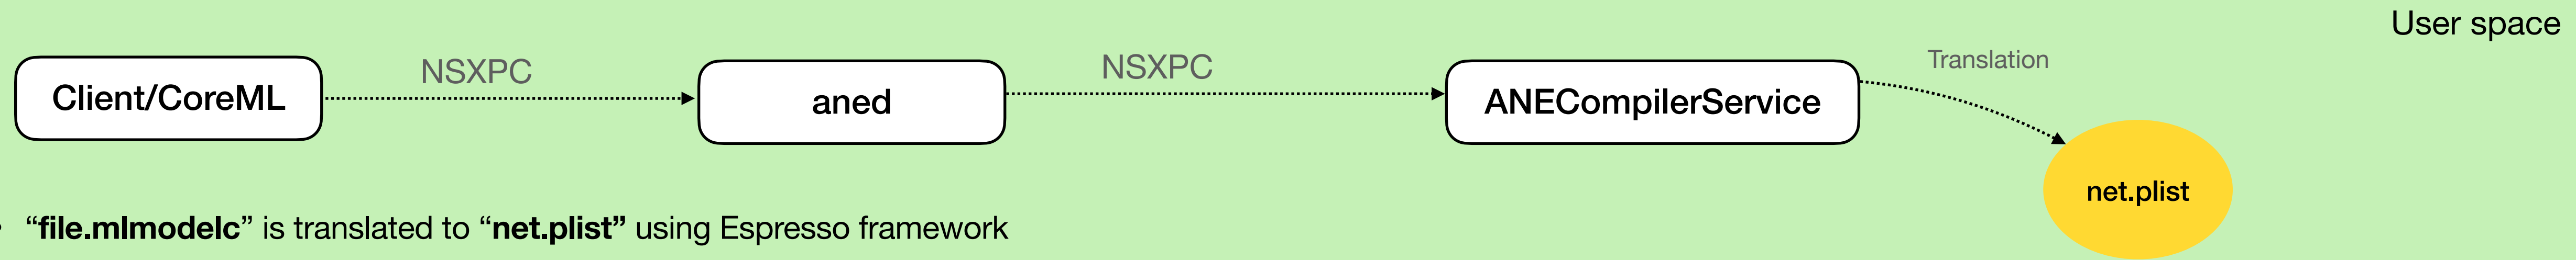 User space
Client/CoreML
NSXPC
aned
NSXPC
ANECompilerService
Translation
net.plist
“file.mlmodelc” is translated to “net.plist” using Espresso framework